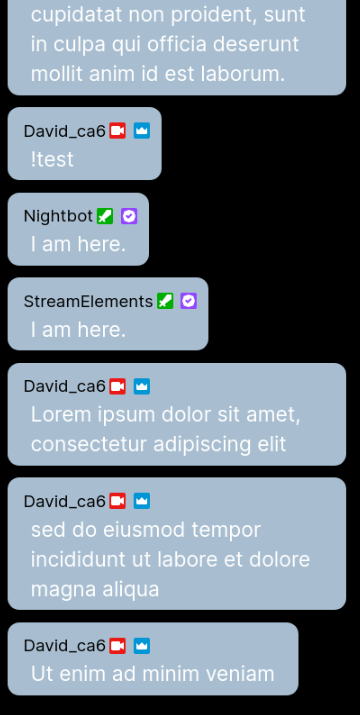 cupidatat non proident, sunt
in culpa qui officia deserunt
mollit anim id est laborum.
David_ca6
!test
Nightbot
I am here.
StreamElements
I am here.
David_ca6
Lorem ipsum dolor sit amet,
consectetur adipiscing elit
David_ca6
sed do eiusmod tempor
incididunt ut labore et dolore
magna aliqua
David_ca6
Ut enim ad minim veniam